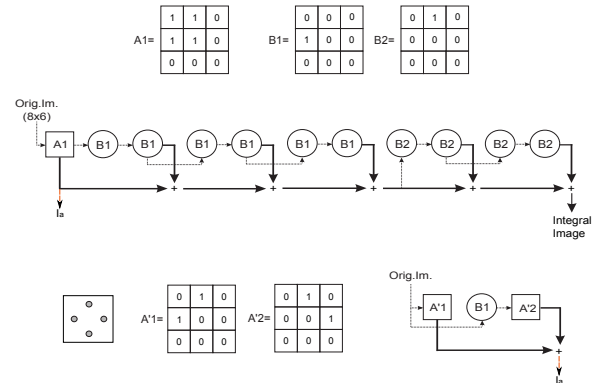 1 1 0
A1= 1 1 0
0 0 0
0 0 0
B1= 1 0 0
0 0 0
0 1 0
B2= 0 0 0
0 0 0
Orig.Im.
(8x6)
A1 B1 B1 B1 B1 B1 B1 B2 B2 B2 B2
+ + + + +
Ia
Integral
Image
0 1 0
A'1= 1 0 0
0 0 0
0 1 0
A'2= 0 0 1
0 0 0
Orig.Im.
A'1 B1 A'2
+
Ia